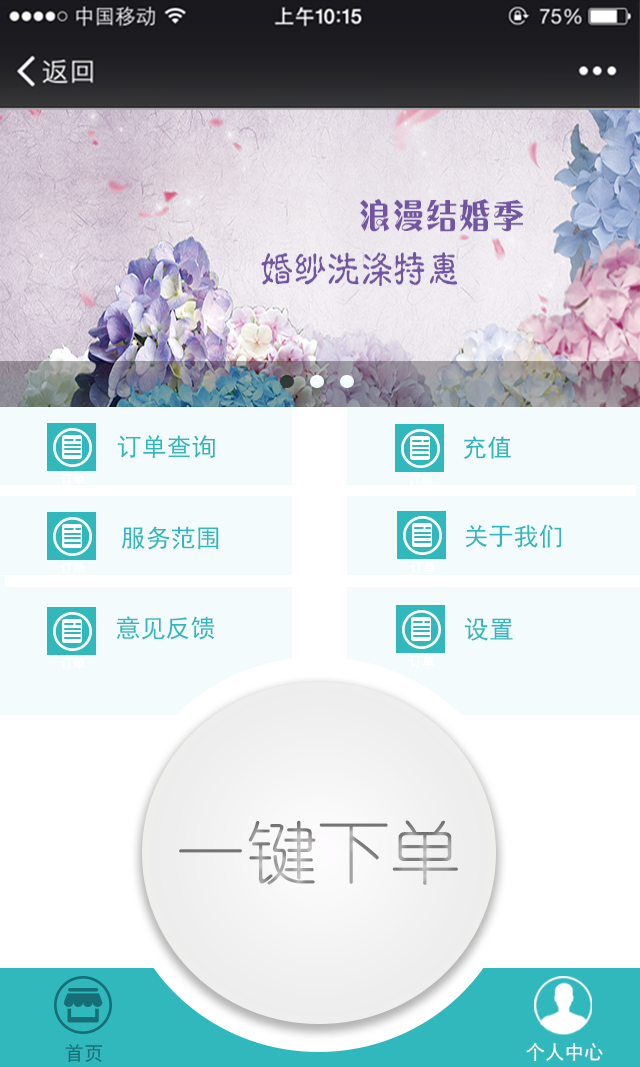 中国移动
上午10:15
75%
返回
浪漫结婚季
婚纱洗涤特惠
订单查询
充值
服务范围
关于我们
意见反馈
设置
一键下单
首页
个人中心